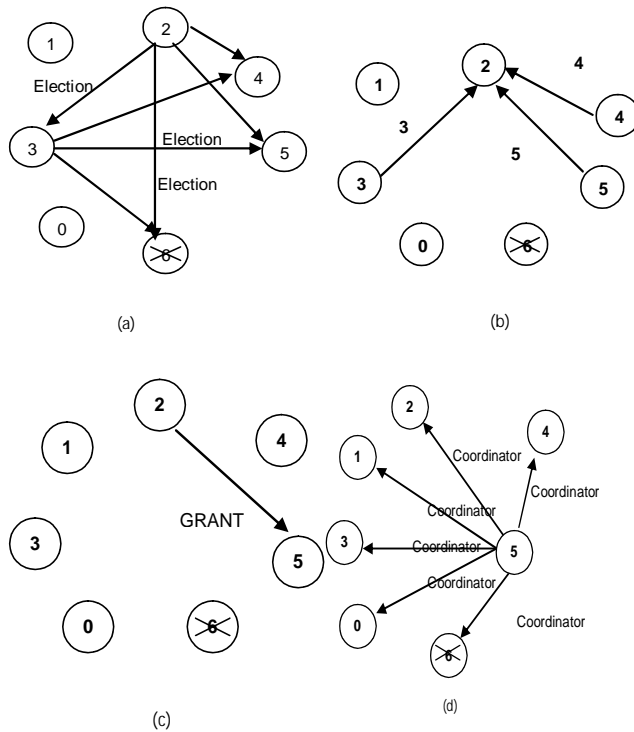 2
1
Election
4
3
Election
5
Election
0
6
(a)
4
2
1
3
4
5
3
5
0
6
(b)
2
1
4
GRANT
3
5
0
6
(c)
2
4
Coordinator
1
Coordinator
Coordinator
3
Coordinator
5
Coordinator
0
Coordinator
6
(d)